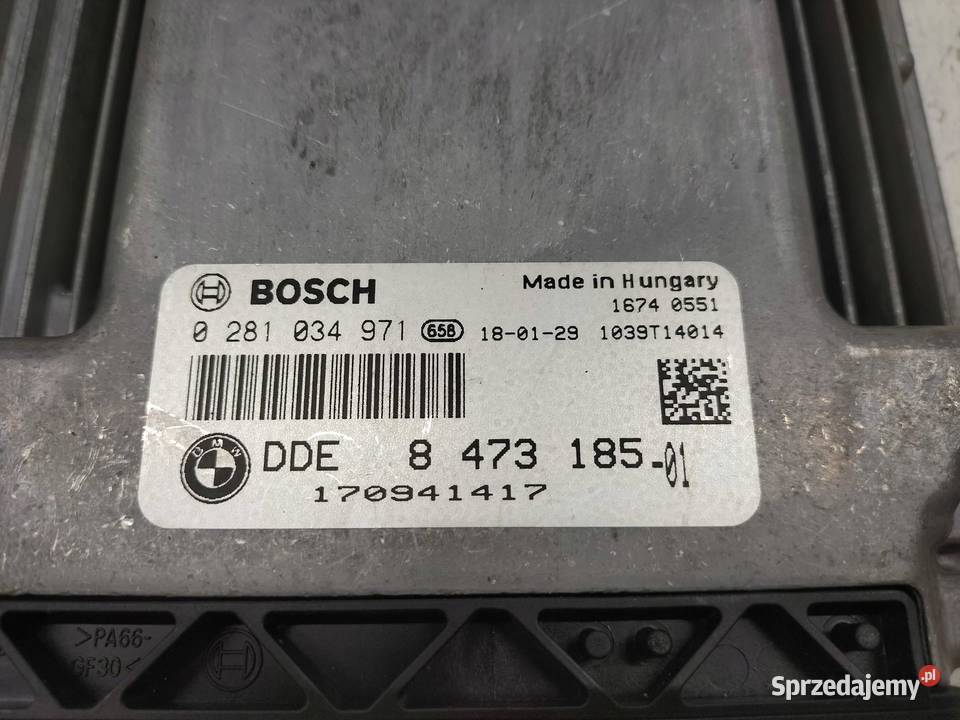 BOSCH
Made in Hungary
1674 0551
0 281 034 971 658 18-01-29 1039T14014
BMW
DDE 8 473 185-01
170941417
>PA66-
GF30<
Sprzedajemy.pl